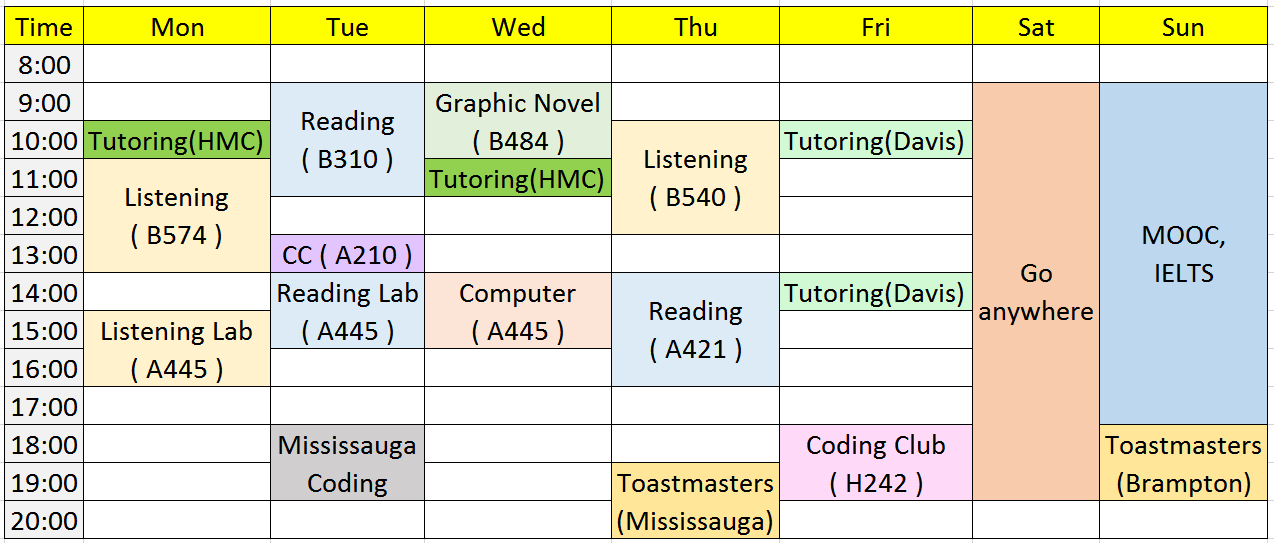 Time Mon Tue Wed Thu Fri Sat Sun
8:00
9:00 Graphic Novel
Reading
( B310 )
10:00 Tutoring(HMC) ( B484 ) Tutoring(Davis)
Listening
( B540 )
11:00 Tutoring(HMC)
Listening
( B574 )
12:00
13:00 CC ( A210 )
MOOC,
IELTS
14:00 Reading Lab Computer Tutoring(Davis)
Go
anywhere
Reading
( A421 )
15:00 Listening Lab ( A445 ) ( A445 )
16:00 ( A445 )
17:00
18:00 Mississauga Coding Club Toastmasters
19:00 Coding Toastmasters ( H242 ) (Brampton)
20:00 (Mississauga)